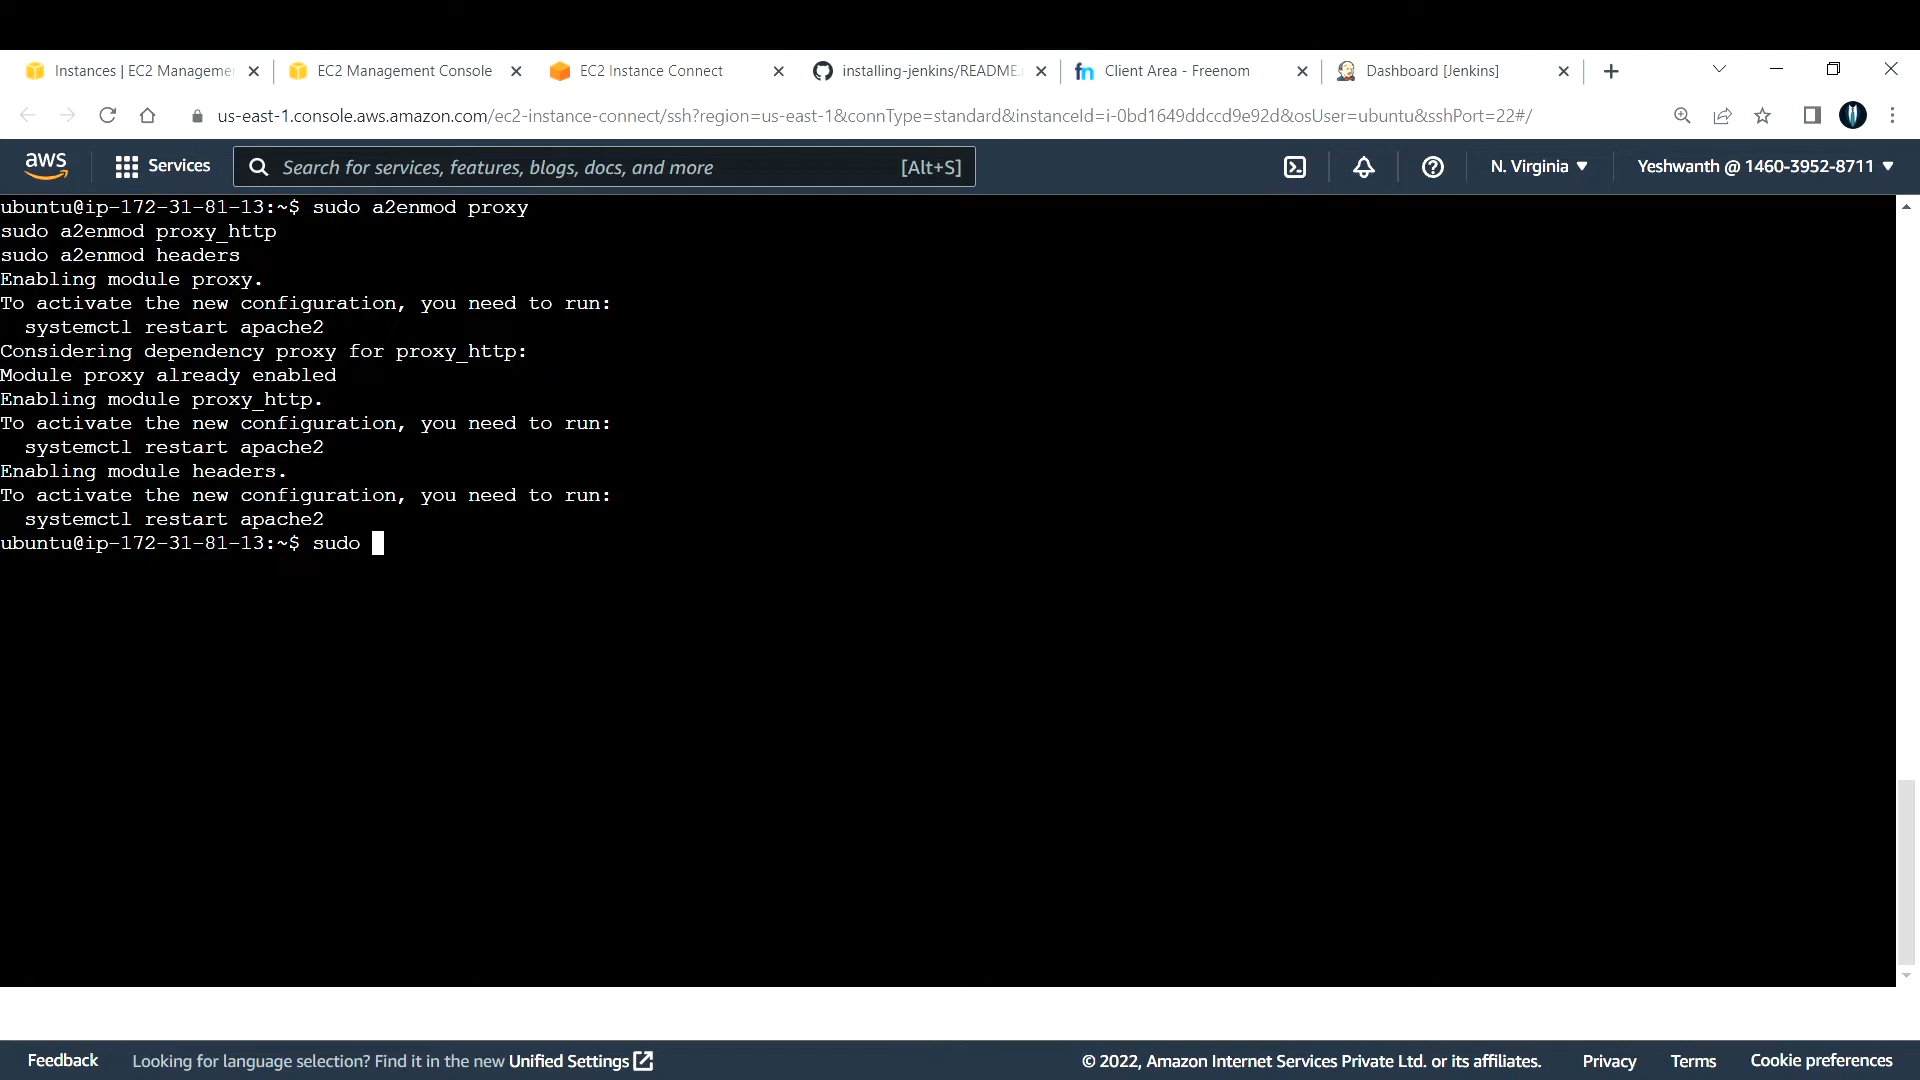 Instances | EC2 Manageme
EC2 Management Console
EC2 Instance Connect
installing-jenkins/README.
Client Area - Freenom
Dashboard [Jenkins]
us-east-1.console.aws.amazon.com/ec2-instance-connect/ssh?region=us-east-1&connType=standard&instanceId=i-0bd1649ddccd9e92d&osUser=ubuntu&sshPort=22#/
aws
Services
Search for services, features, blogs, docs, and more
[Alt+S]
N. Virginia
Yeshwanth @ 1460-3952-8711
ubuntu@ip-172-31-81-13:~$ sudo a2enmod proxy
sudo a2enmod proxy_http
sudo a2enmod headers
Enabling module proxy.
To activate the new configuration, you need to run:
  systemctl restart apache2
Considering dependency proxy for proxy_http:
Module proxy already enabled
Enabling module proxy_http.
To activate the new configuration, you need to run:
  systemctl restart apache2
Enabling module headers.
To activate the new configuration, you need to run:
  systemctl restart apache2
ubuntu@ip-172-31-81-13:~$ sudo
Feedback
Looking for language selection? Find it in the new Unified Settings
© 2022, Amazon Internet Services Private Ltd. or its affiliates.
Privacy
Terms
Cookie preferences